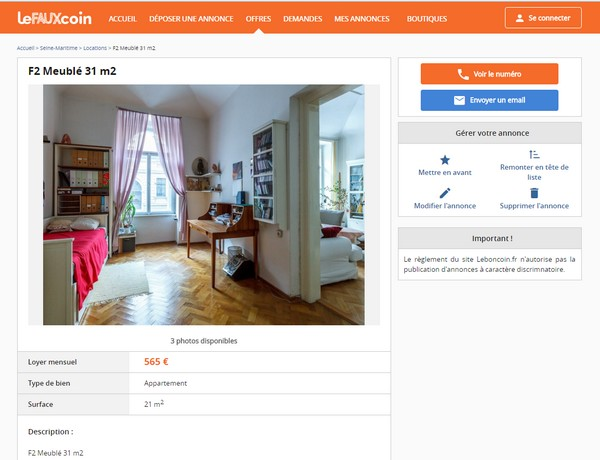 LeFAUXcoin ACCUEIL DÉPOSER UNE ANNONCE OFFRES DEMANDES MES ANNONCES BOUTIQUES Se connecter
Accueil > Seine-Maritime > Locations > F2 Meublé 31 m2
F2 Meublé 31 m2
3 photos disponibles
Loyer mensuel 565 €
Type de bien Appartement
Surface 21 m2
Description :
F2 Meublé 31 m2
Voir le numéro
Envoyer un email
Gérer votre annonce
Mettre en avant
Remonter en tête de
liste
Modifier l'annonce
Supprimer l'annonce
Important !
Le règlement du site Leboncoin.fr n'autorise pas la
publication d'annonces à caractère discrimnatoire.